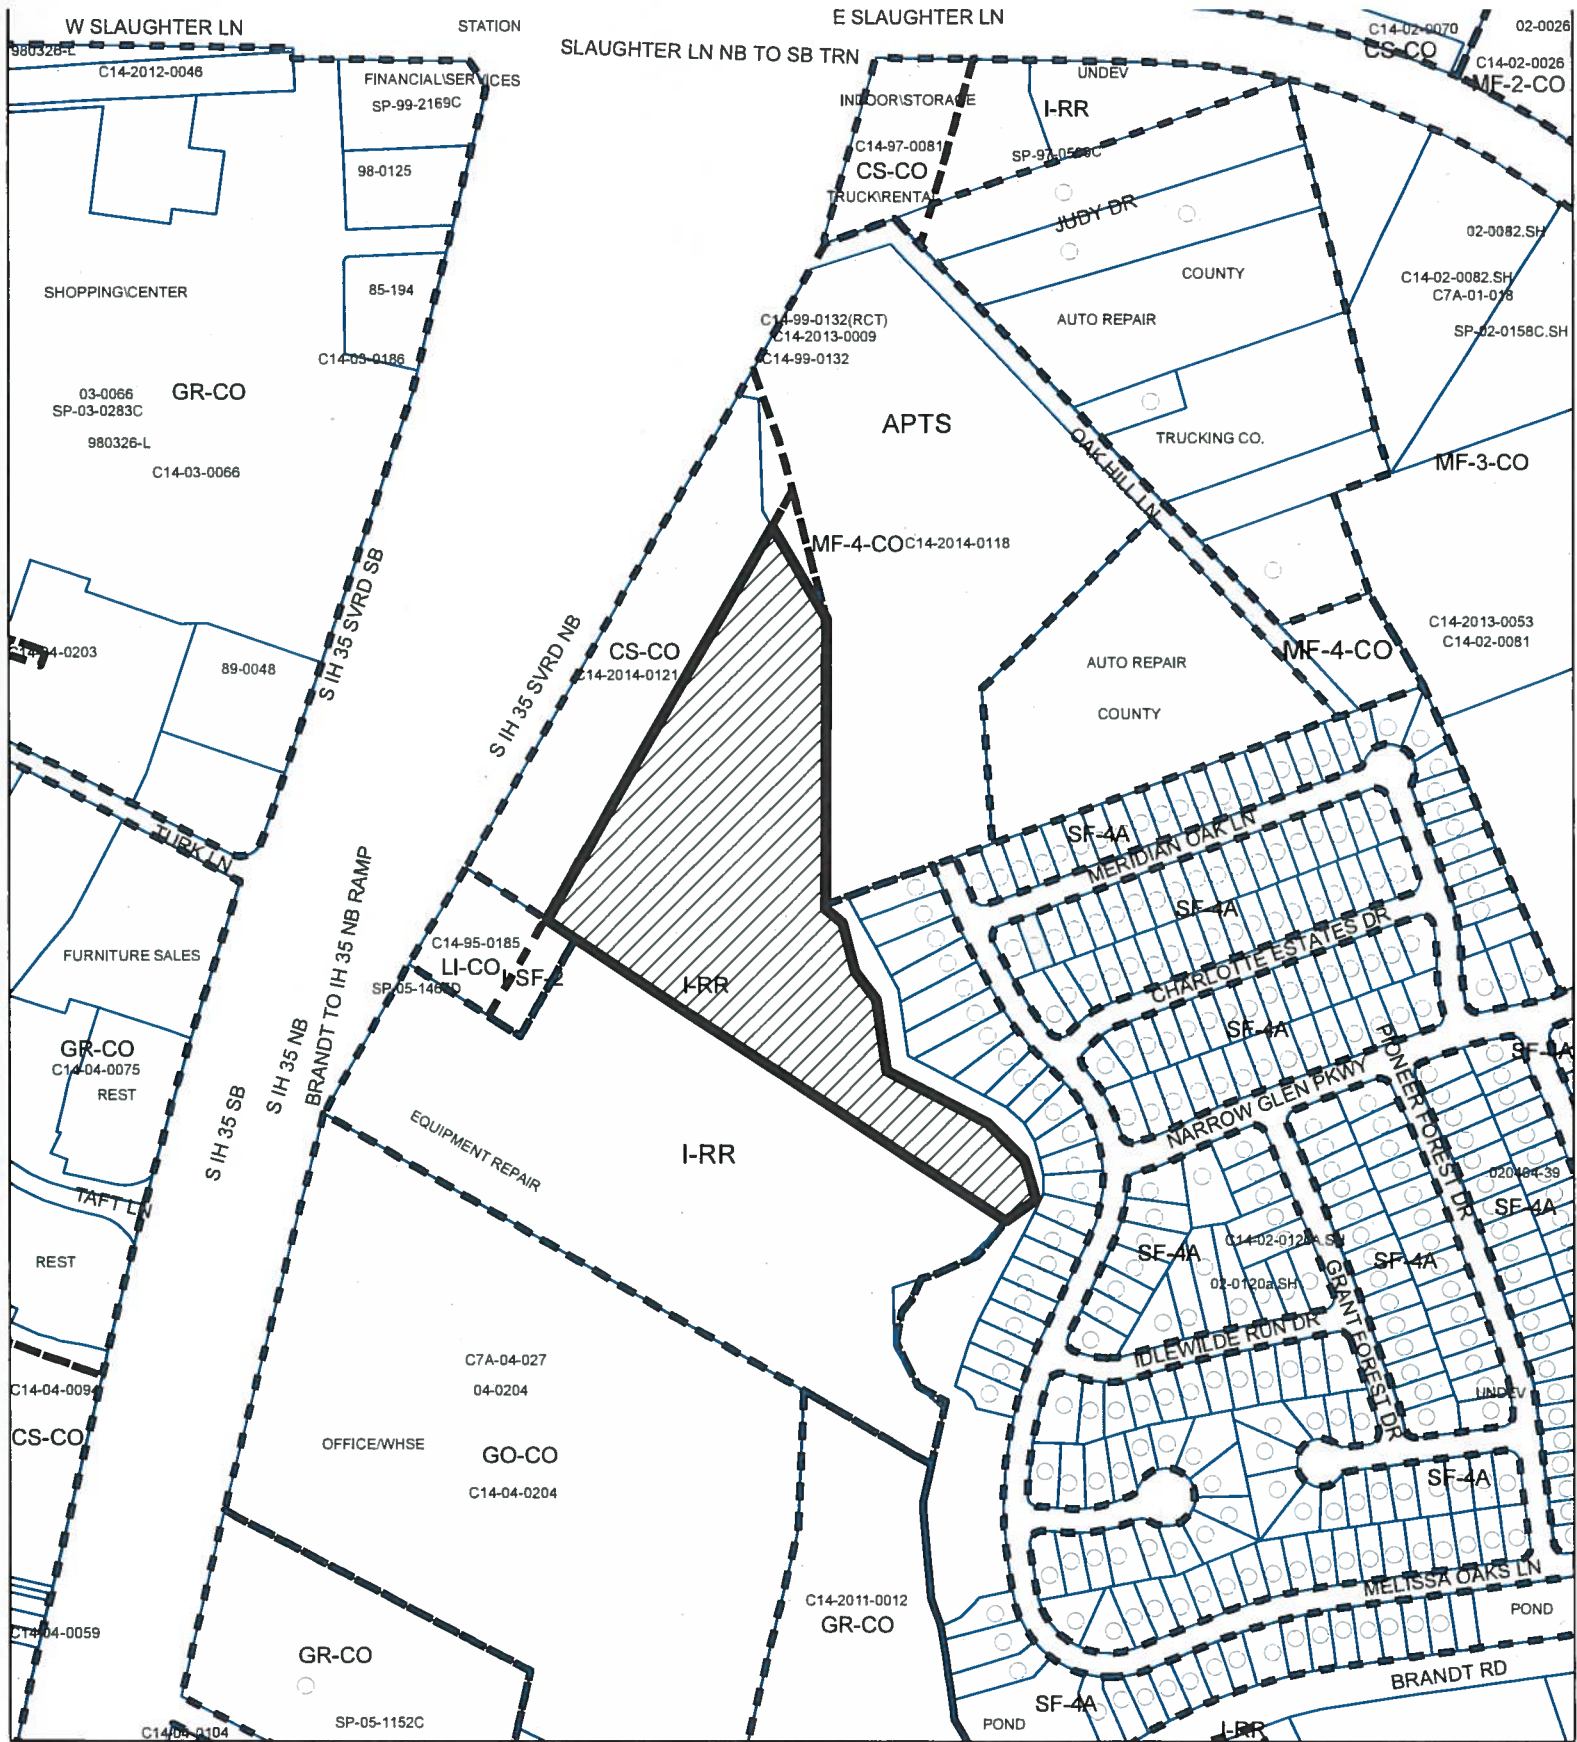 W SLAUGHTER LN
STATION
E SLAUGHTER LN
SLAUGHTER LN NB TO SB TRN
C14-02-0070
CS-CO
02-0026
C14-02-0026
MF-2-CO
980326-L
C14-2012-0046
FINANCIAL\SERVICES
SP-99-2169C
98-0125
85-194
SHOPPING\CENTER
C14-03-0186
GR-CO
03-0066
SP-03-0283C
980326-L
C14-03-0066
INDOOR\STORAGE
UNDEV
I-RR
C14-97-0081
CS-CO
TRUCK\RENTAL
JUDY DR
COUNTY
AUTO REPAIR
02-0082.SH
C14-02-0082.SH
C7A-01-018
SP-02-0158C.SH
C14-99-0132(RCT)
C14-2013-0009
C14-99-0132
APTS
OAK HILL LN
TRUCKING CO.
MF-3-CO
MF-4-CO
C14-2014-0118
S IH 35 SVRD SB
S IH 35 SVRD NB
CS-CO
C14-2014-0121
89-0048
AUTO REPAIR
COUNTY
MF-4-CO
C14-2013-0053
C14-02-0081
TURK LN
SF-4A
MERIDIAN OAK LN
SF-4A
CHARLOTTE ESTATES DR
SF-4A
NARROW GLEN PKWY
PIONEER FOREST DR
SF-4A
FURNITURE SALES
C14-95-0185
LI-CO
SF-2
I-RR
BRANDT TO IH 35 NB RAMP
S IH 35 NB
S IH 35 SB
GR-CO
C14-04-0075
REST
EQUIPMENT REPAIR
I-RR
TAFT LN
REST
020404-39
SF-4A
SF-4A
02-0120a.SH
SF-4A
GRANT FOREST DR
IDLEWILDE RUN DR
UNDEV
C7A-04-027
04-0204
OFFICE/WHSE
GO-CO
C14-04-0204
CS-CO
SF-4A
MELISSA OAKS LN
POND
C14-2011-0012
GR-CO
C14-04-0059
GR-CO
SP-05-1152C
C14-04-0104
SF-4A
POND
BRANDT RD
I-RR